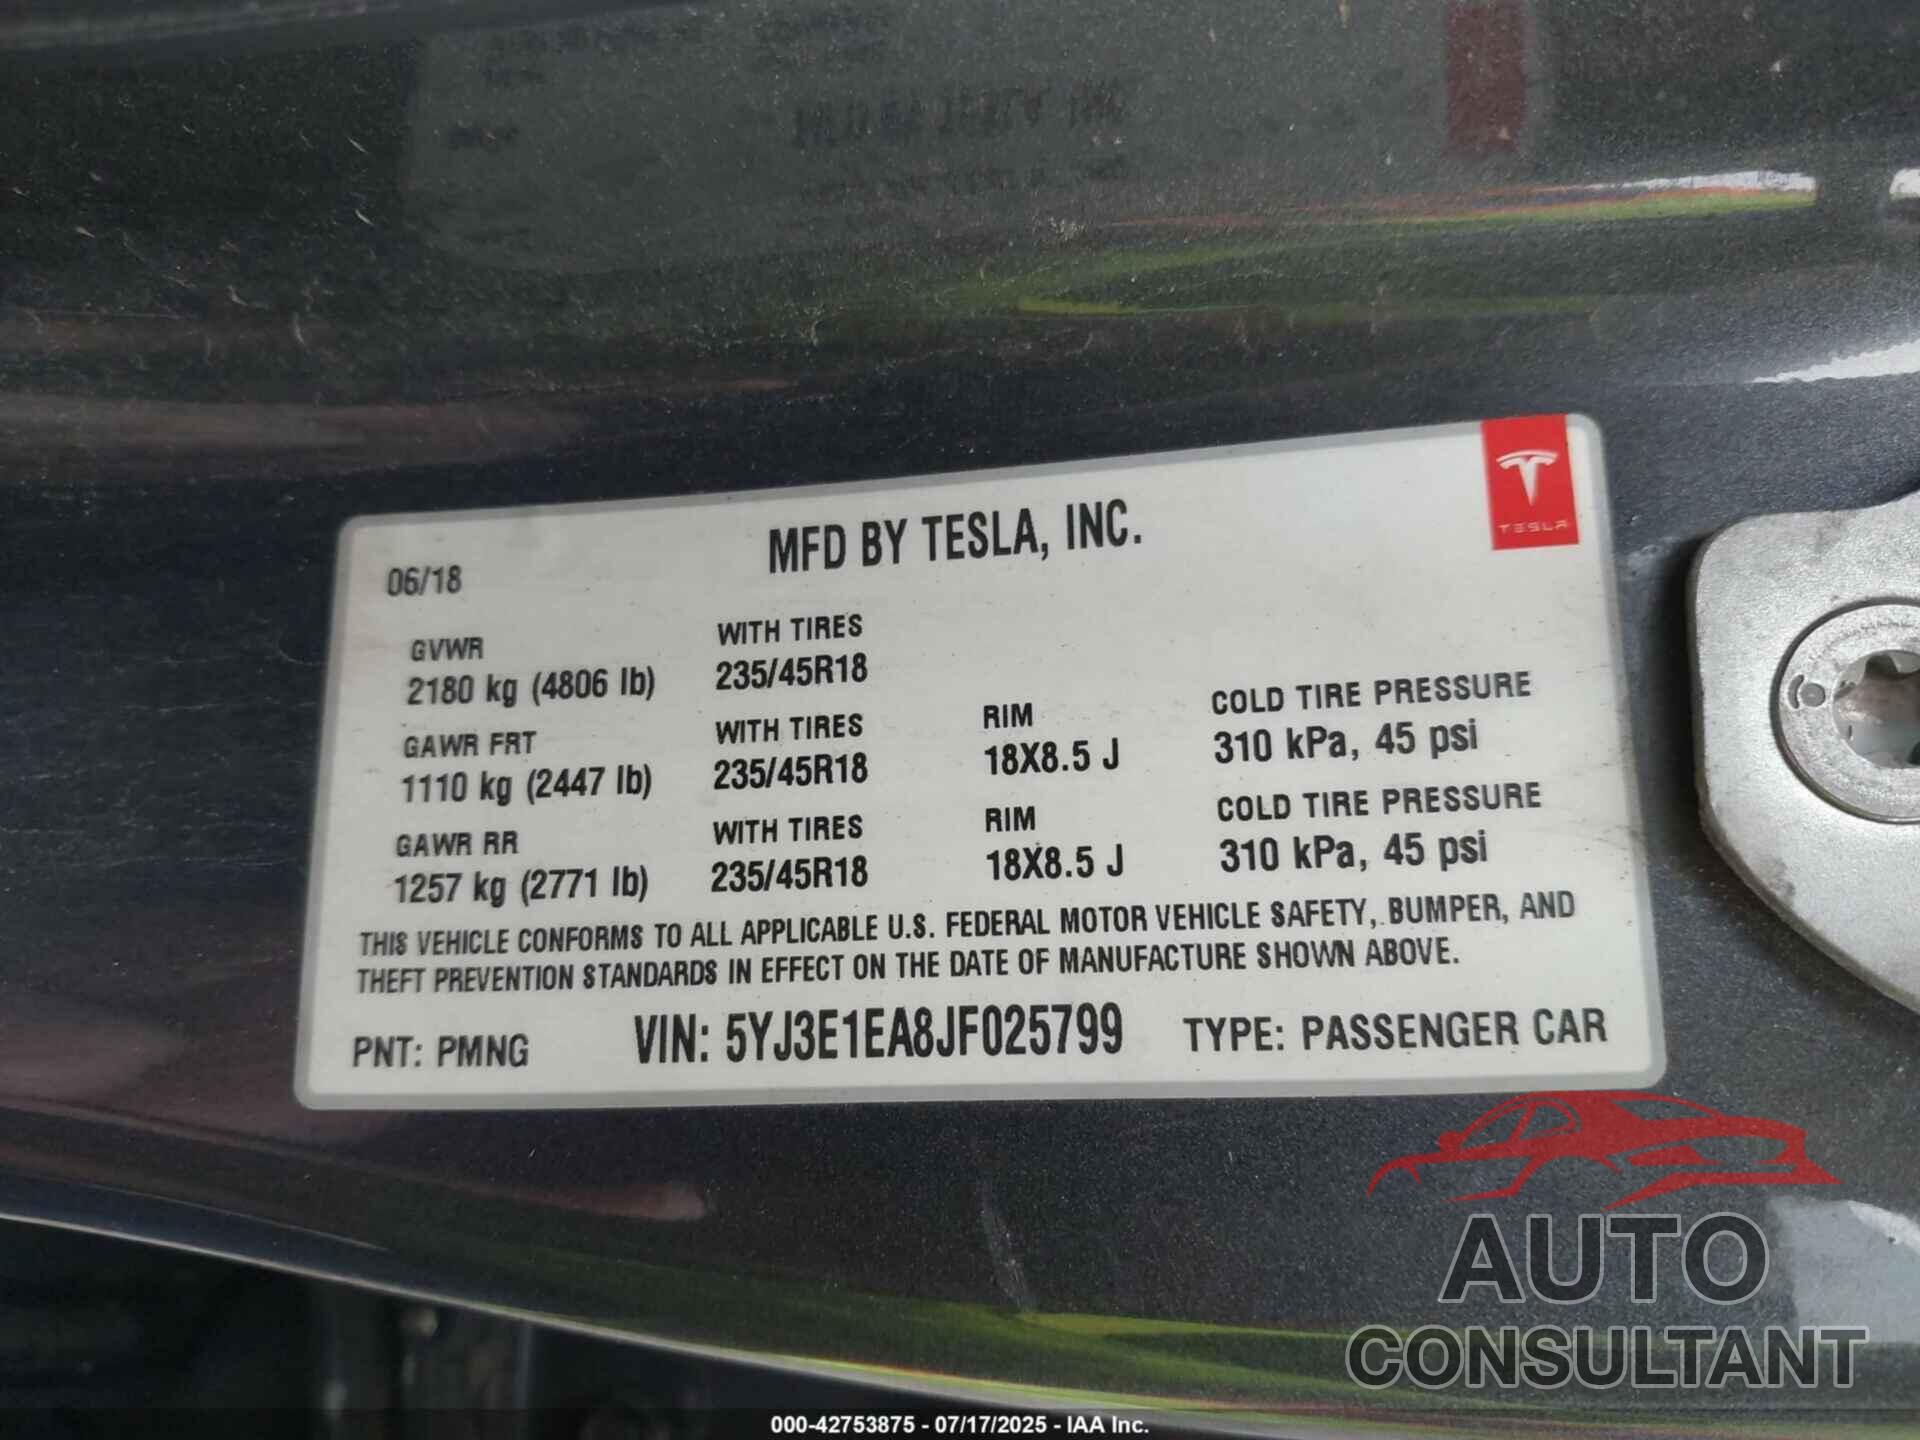 MFD BY TESLA, INC.
TESLA
06/18
GVWR WITH TIRES
2180 kg (4806 lb) 235/45R18
GAWR FRT WITH TIRES RIM COLD TIRE PRESSURE
1110 kg (2447 lb) 235/45R18 18X8.5 J 310 kPa, 45 psi
GAWR RR WITH TIRES RIM COLD TIRE PRESSURE
1257 kg (2771 lb) 235/45R18 18X8.5 J 310 kPa, 45 psi
THIS VEHICLE CONFORMS TO ALL APPLICABLE U.S. FEDERAL MOTOR VEHICLE SAFETY, BUMPER, AND
THEFT PREVENTION STANDARDS IN EFFECT ON THE DATE OF MANUFACTURE SHOWN ABOVE.
PNT: PMNG VIN: 5YJ3E1EA8JF025799 TYPE: PASSENGER CAR
AUTO
CONSULTANT
000-42753875 - 07/17/2025 - IAA Inc.